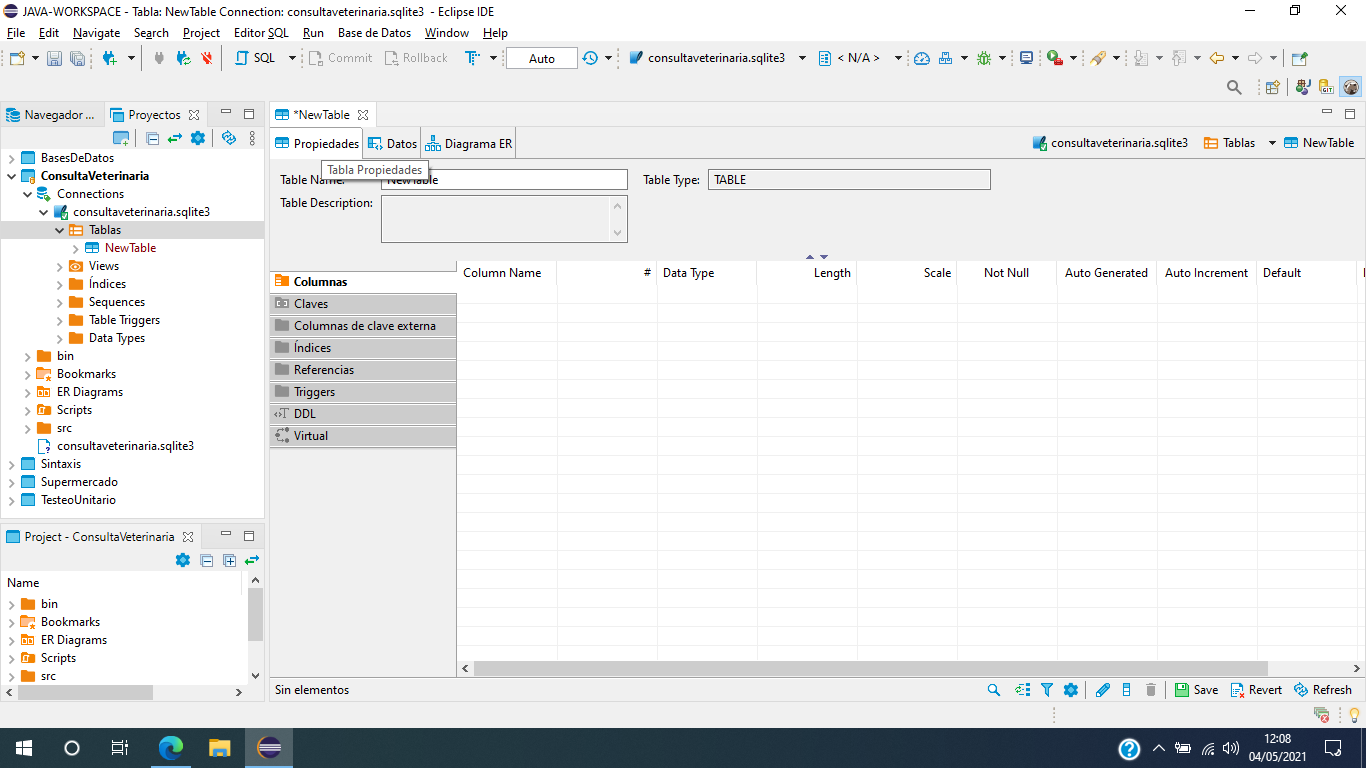 JAVA-WORKSPACE - Tabla: NewTable Connection: consultaveterinaria.sqlite3 - Eclipse IDE
File Edit Navigate Search Project Editor SQL Run Base de Datos Window Help
SQL Commit Rollback Auto consultaveterinaria.sqlite3 < N/A >
Navegador ... Proyectos
BasesDeDatos
ConsultaVeterinaria
Connections
consultaveterinaria.sqlite3
Tablas
NewTable
Views
Índices
Sequences
Table Triggers
Data Types
bin
Bookmarks
ER Diagrams
Scripts
src
consultaveterinaria.sqlite3
Sintaxis
Supermercado
TesteoUnitario
Project - ConsultaVeterinaria
Name
bin
Bookmarks
ER Diagrams
Scripts
src
*NewTable
Propiedades Datos Diagrama ER consultaveterinaria.sqlite3 Tablas NewTable
Tabla Propiedades
Table Name: NewTable Table Type: TABLE
Table Description:
Columnas
Claves
Columnas de clave externa
Índices
Referencias
Triggers
DDL
Virtual
Column Name # Data Type Length Scale Not Null Auto Generated Auto Increment Default
Sin elementos Save Revert Refresh
12:08
04/05/2021